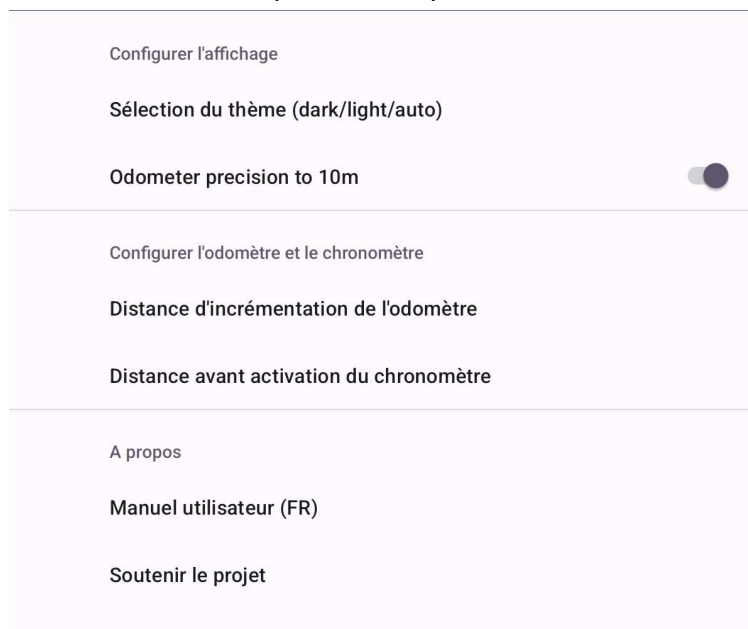 Configurer l'affichage
Sélection du thème (dark/light/auto)
Odometer precision to 10m
Configurer l'odomètre et le chronomètre
Distance d'incrémentation de l'odomètre
Distance avant activation du chronomètre
A propos
Manuel utilisateur (FR)
Soutenir le projet